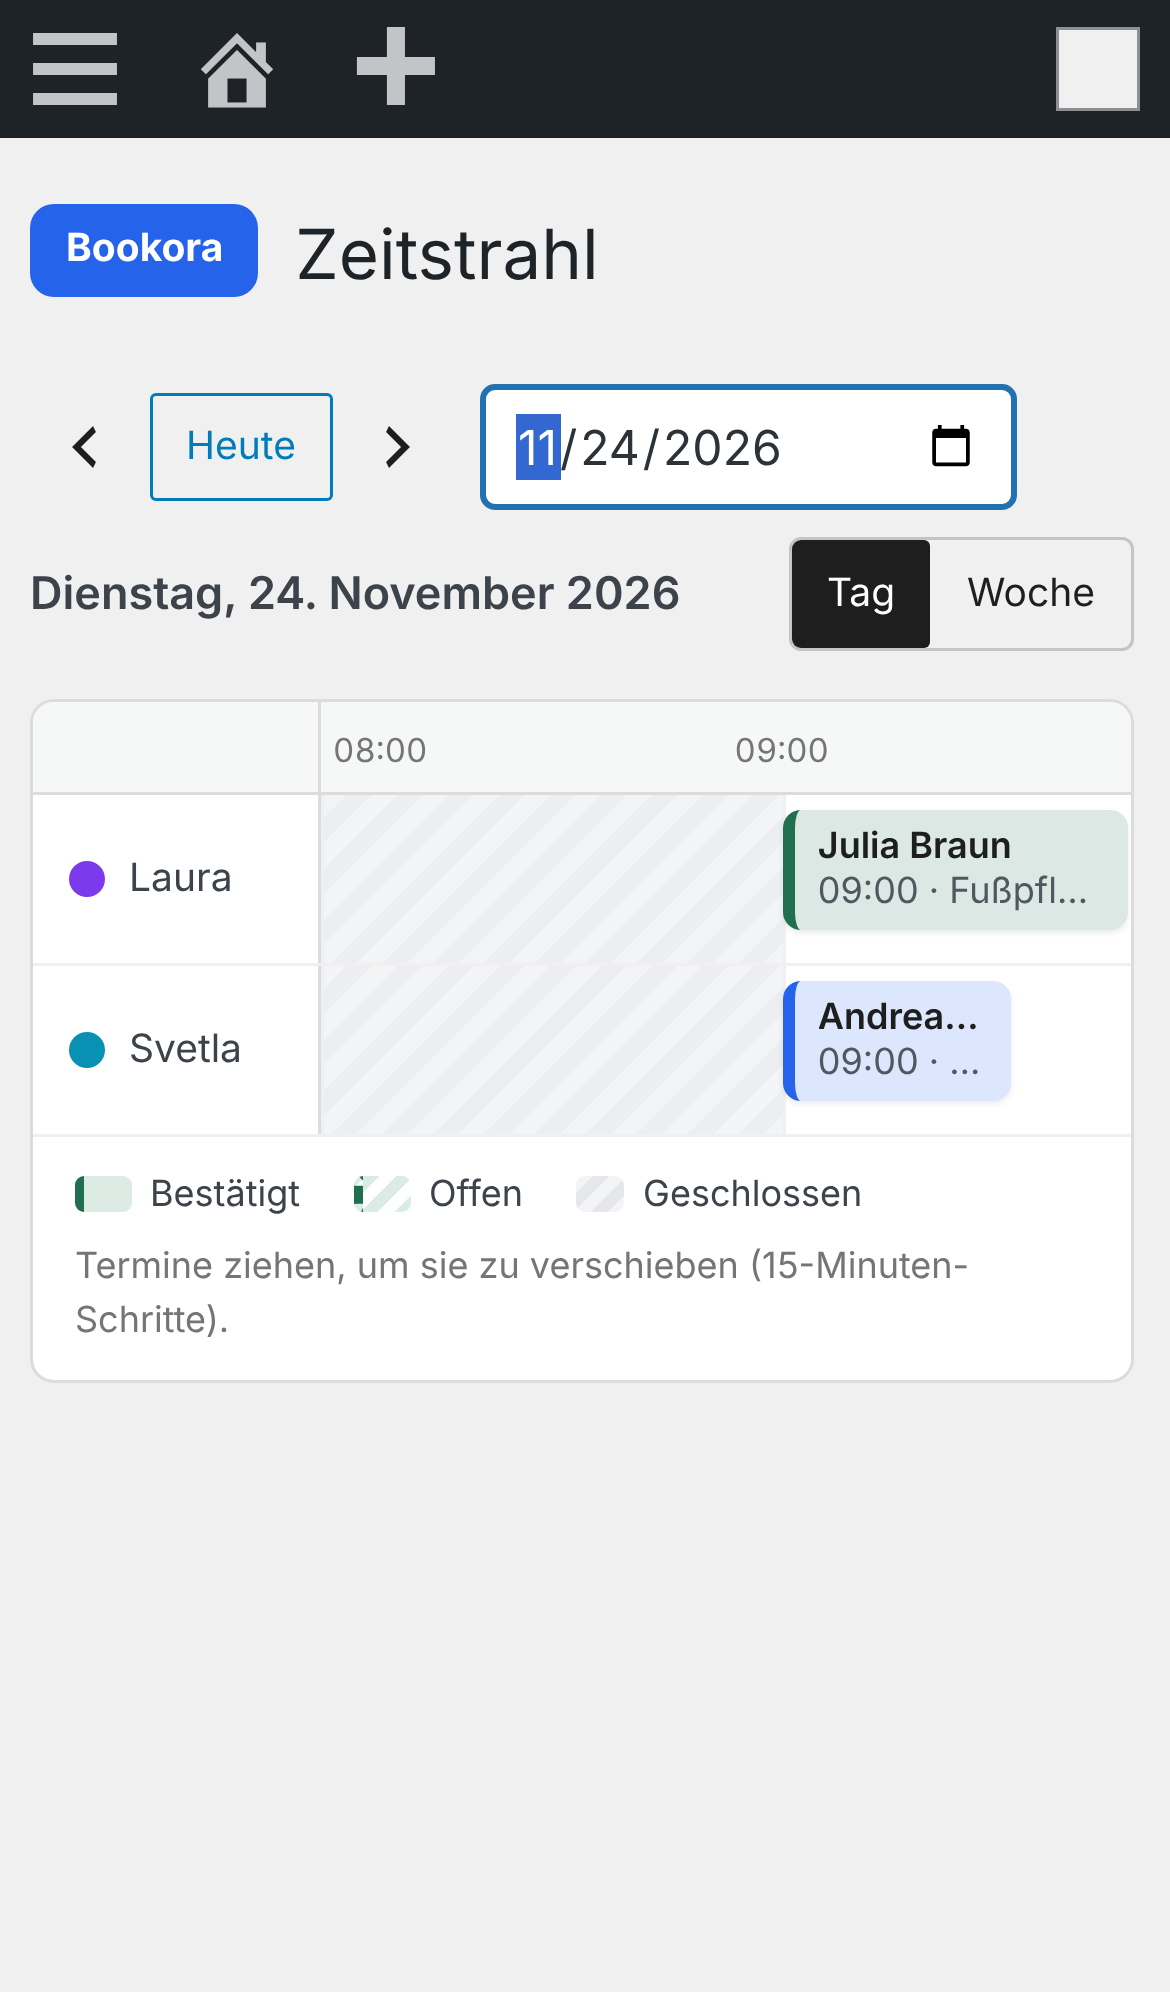 Bookora Zeitstrahl
Heute 11/24/2026
Dienstag, 24. November 2026 Tag Woche
08:00 09:00
Laura
Julia Braun
09:00 · Fußpfl...
Svetla
Andrea...
09:00 · ...
Bestätigt Offen Geschlossen
Termine ziehen, um sie zu verschieben (15-Minuten-
Schritte).